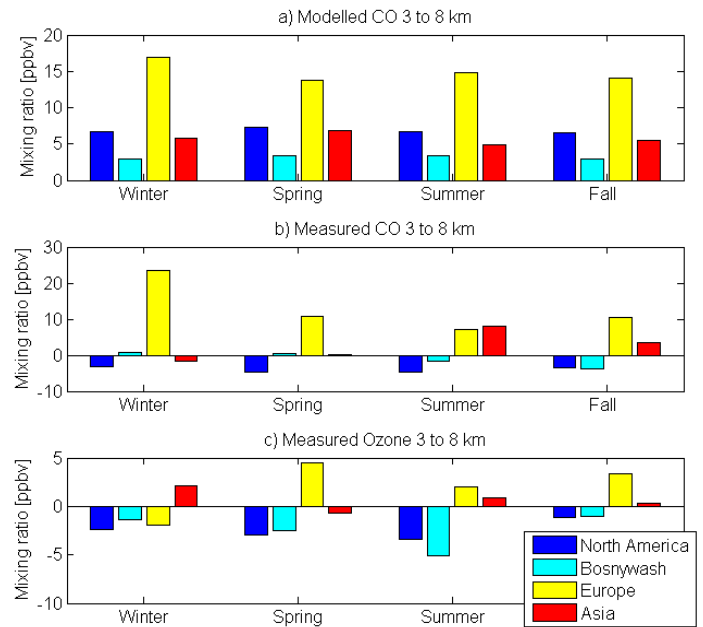 a) Modelled CO 3 to 8 km
Mixing ratio [ppbv]
20
15
10
5
0
Winter Spring Summer Fall
b) Measured CO 3 to 8 km
Mixing ratio [ppbv]
30
20
10
0
-10
Winter Spring Summer Fall
c) Measured Ozone 3 to 8 km
Mixing ratio [ppbv]
5
0
-5
-10
Winter Spring Summer
North America
Bosnywash
Europe
Asia